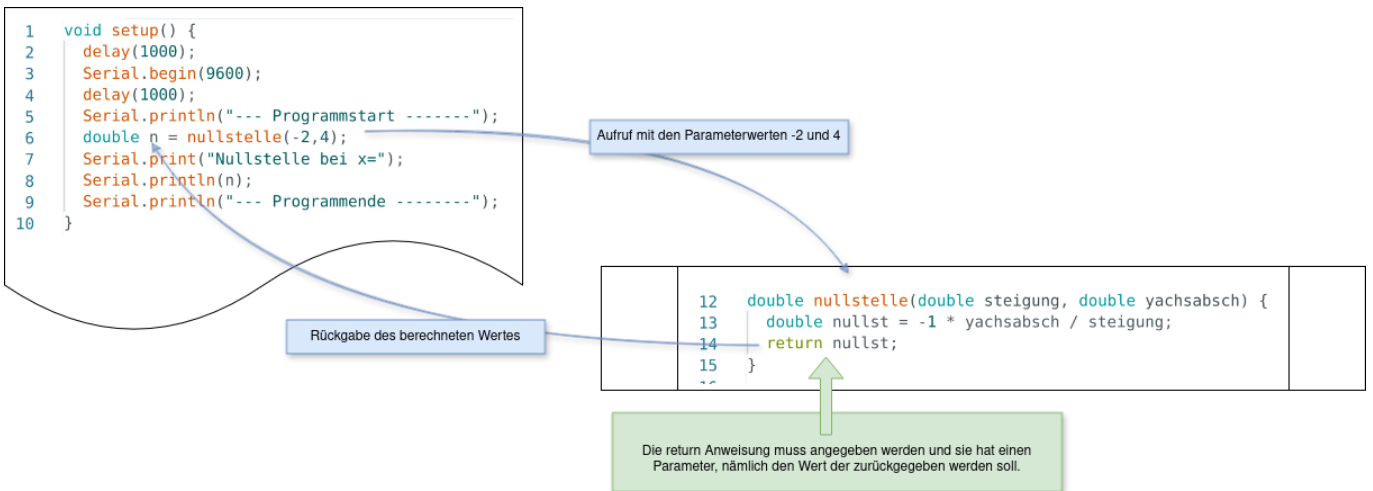 1 void setup() {
2 delay(1000);
3 Serial.begin(9600);
4 delay(1000);
5 Serial.println("--- Programmstart -------");
6 double n = nullstelle(-2,4);
7 Serial.print("Nullstelle bei x=");
8 Serial.println(n);
9 Serial.println("--- Programmende --------");
10 }
Aufruf mit den Parameterwerten -2 und 4
12 double nullstelle(double steigung, double yachsabsch) {
13 double nullst = -1 * yachsabsch / steigung;
14 return nullst;
15 }
Rückgabe des berechneten Wertes
Die return Anweisung muss angegeben werden und sie hat einen
Parameter, nämlich den Wert der zurückgegeben werden soll.